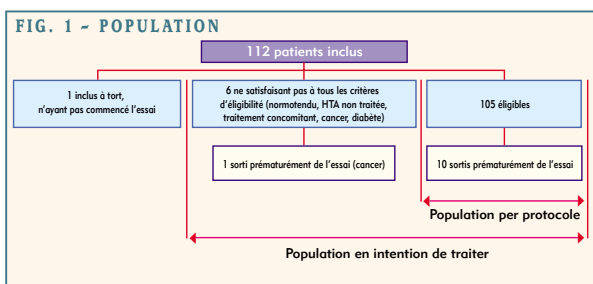 FIG. 1 – POPULATION
112 patients inclus
1 inclus à tort,
n'ayant pas commencé l'essai
6 ne satisfaisant pas à tous les critères
d'éligibilité (normotendu, HTA non traitée,
traitement concomitant, cancer, diabète)
105 éligibles
1 sorti prématurément de l'essai (cancer)
10 sortis prématurément de l'essai
Population per protocole
Population en intention de traiter